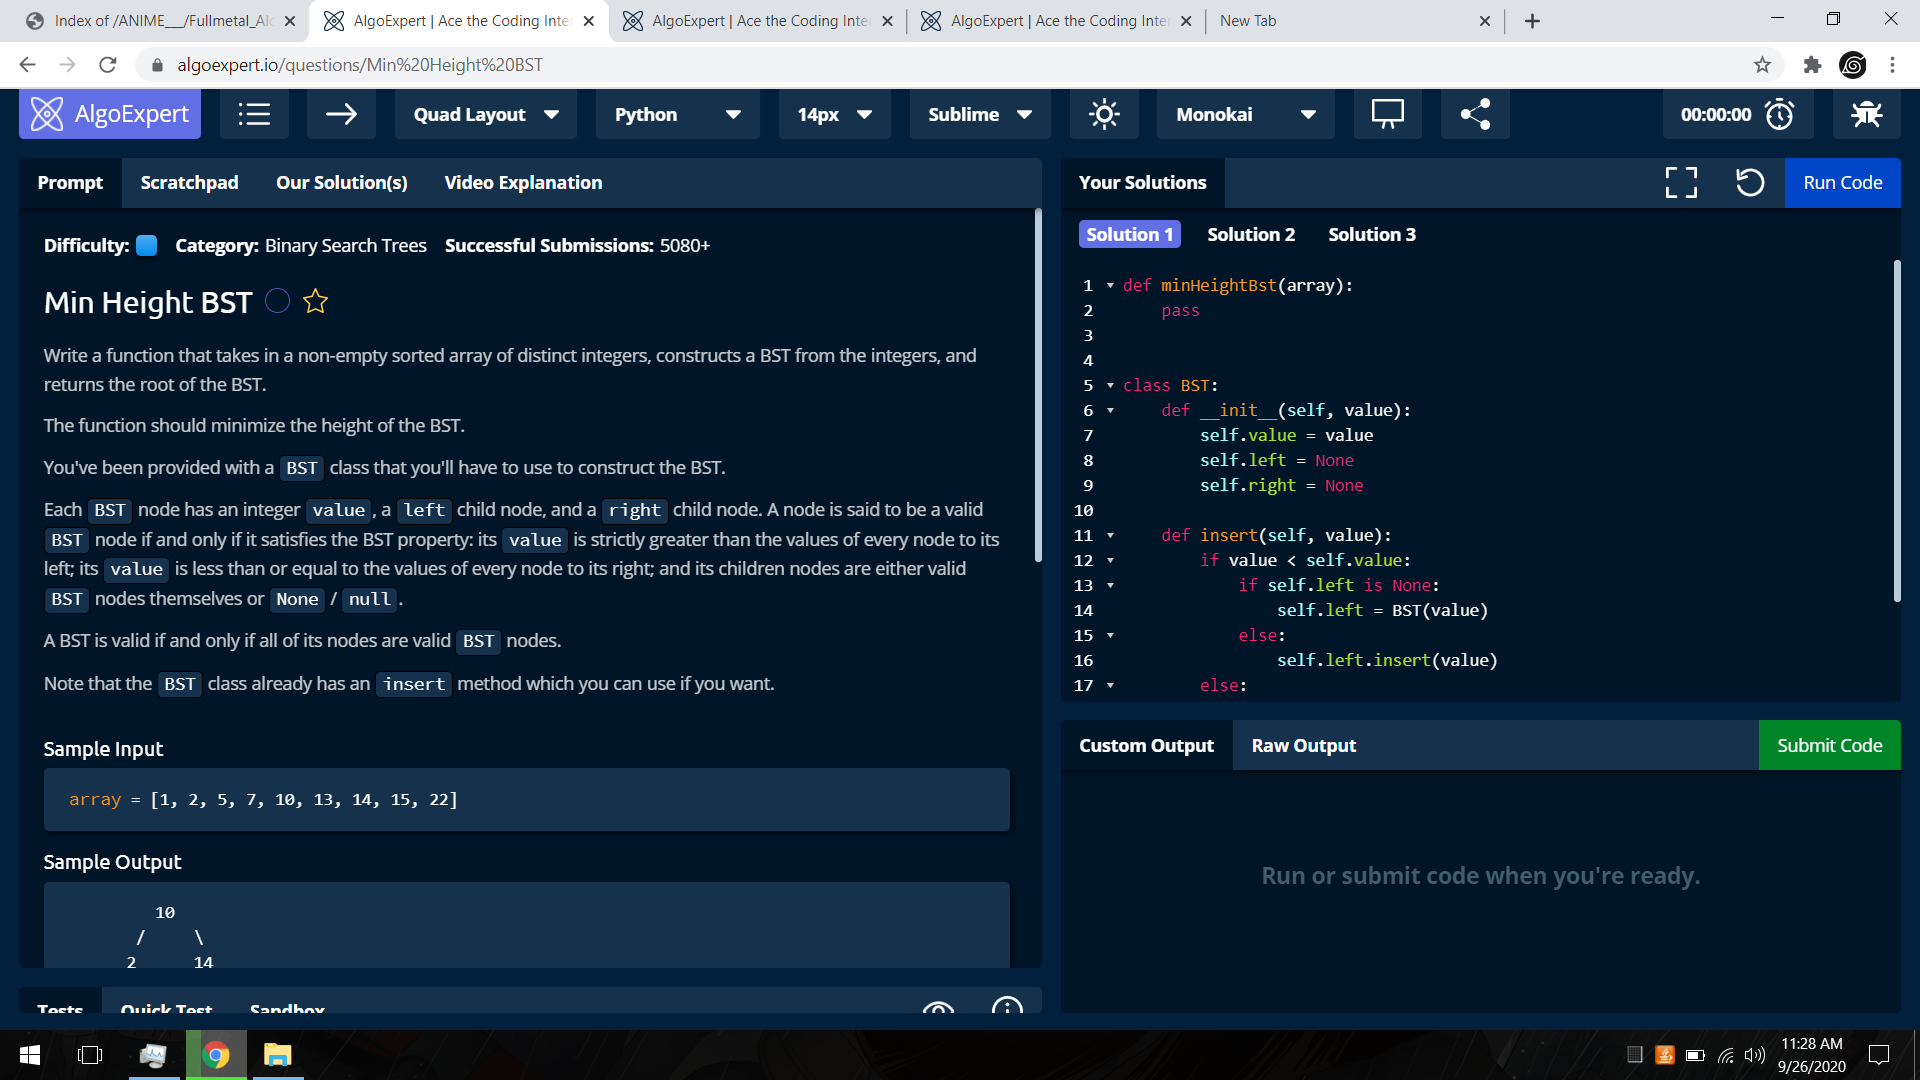 Index of /ANIME___/Fullmetal_Al
AlgoExpert | Ace the Coding Inte
AlgoExpert | Ace the Coding Inte
AlgoExpert | Ace the Coding Inte
New Tab
algoexpert.io/questions/Min%20Height%20BST
AlgoExpert
Quad Layout
Python
14px
Sublime
Monokai
00:00:00
Prompt
Scratchpad
Our Solution(s)
Video Explanation
Difficulty: Category: Binary Search Trees Successful Submissions: 5080+
Min Height BST
Write a function that takes in a non-empty sorted array of distinct integers, constructs a BST from the integers, and
returns the root of the BST.
The function should minimize the height of the BST.
You've been provided with a BST class that you'll have to use to construct the BST.
Each BST node has an integer value , a left child node, and a right child node. A node is said to be a valid
BST node if and only if it satisfies the BST property: its value is strictly greater than the values of every node to its
left; its value is less than or equal to the values of every node to its right; and its children nodes are either valid
BST nodes themselves or None / null .
A BST is valid if and only if all of its nodes are valid BST nodes.
Note that the BST class already has an insert method which you can use if you want.
Sample Input
array = [1, 2, 5, 7, 10, 13, 14, 15, 22]
Sample Output
10
/ \
2 14
Tests
Quick Test
Sandbox
Your Solutions
Run Code
Solution 1
Solution 2
Solution 3
1 def minHeightBst(array):
2 pass
3
4
5 class BST:
6 def __init__(self, value):
7 self.value = value
8 self.left = None
9 self.right = None
10
11 def insert(self, value):
12 if value < self.value:
13 if self.left is None:
14 self.left = BST(value)
15 else:
16 self.left.insert(value)
17 else:
Custom Output
Raw Output
Submit Code
Run or submit code when you're ready.
11:28 AM
9/26/2020